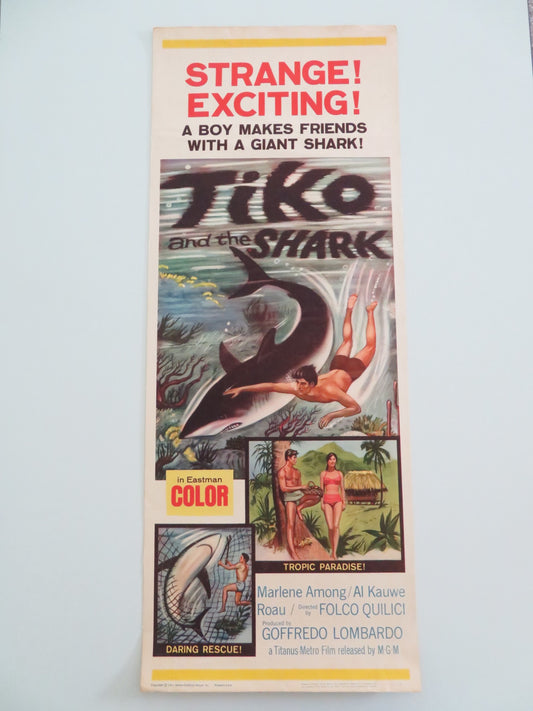 STRANGE!
EXCITING!
A BOY MAKES FRIENDS
WITH A GIANT SHARK!
TiKo
and the SHARK
in Eastman
COLOR
TROPIC PARADISE!
DARING RESCUE!
Marlene Among/Al Kauwe
Roau / Directed by FOLCO QUILICI
Produced by
GOFFREDO LOMBARDO
a Titanus Metro Film released by M-G-M